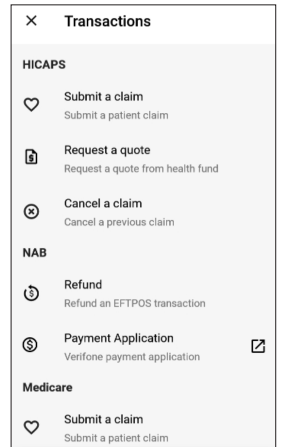 Transactions
HICAPS
Submit a claim
Submit a patient claim
Request a quote
Request a quote from health fund
Cancel a claim
Cancel a previous claim
NAB
Refund
Refund an EFTPOS transaction
Payment Application
Verifone payment application
Medicare
Submit a claim
Submit a patient claim